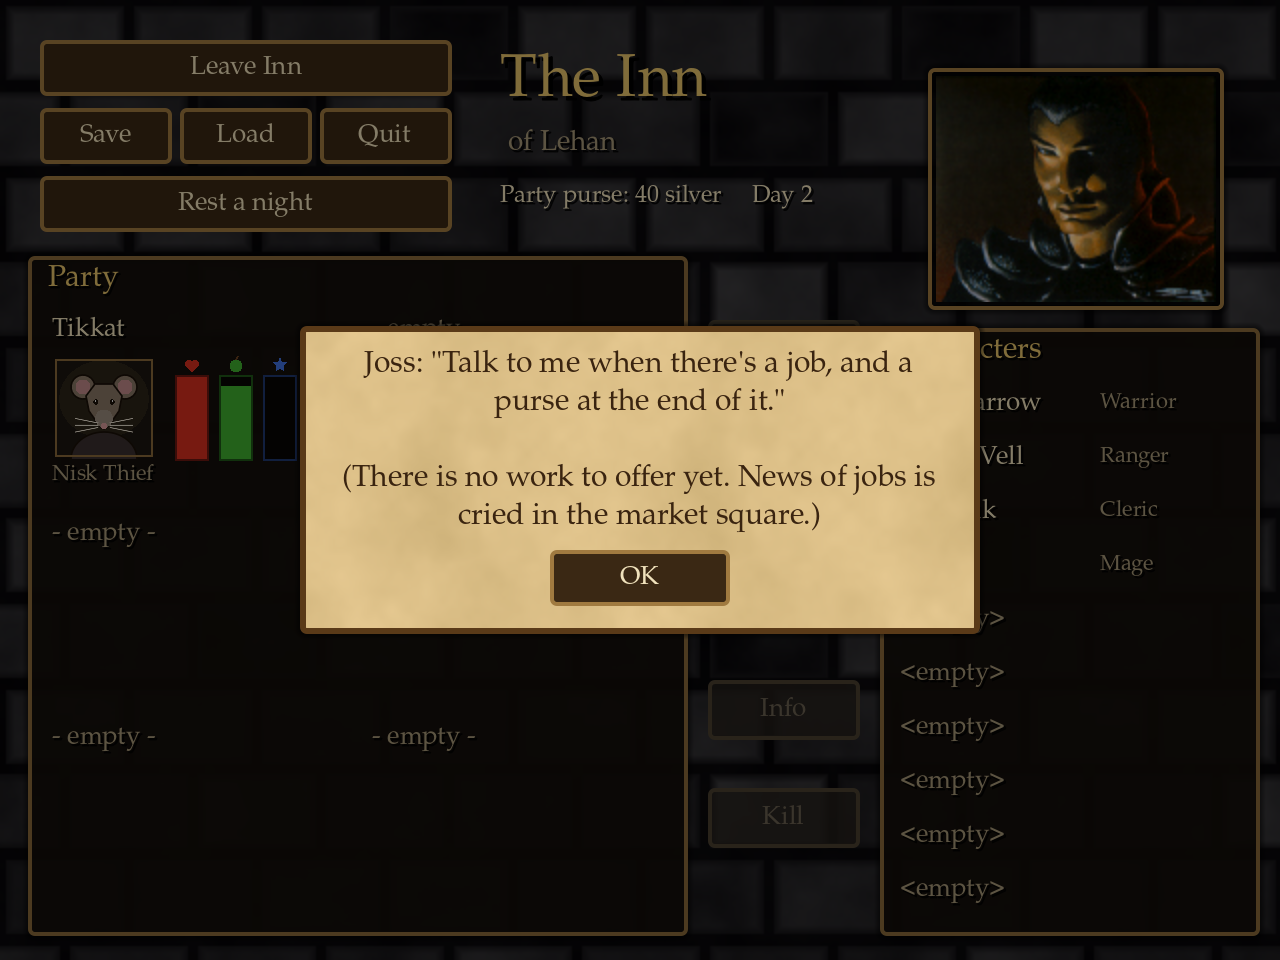 Leave Inn
Save
Load
Quit
Rest a night
The Inn
of Lehan
Party purse: 40 silver
Day 2
Party
Tikkat
Nisk Thief
- empty -
- empty -
- empty -
Joss: "Talk to me when there's a job, and a
purse at the end of it."
(There is no work to offer yet. News of jobs is
cried in the market square.)
OK
Info
Kill
Warrior
Vell
Ranger
Cleric
Mage
<empty>
<empty>
<empty>
<empty>
<empty>